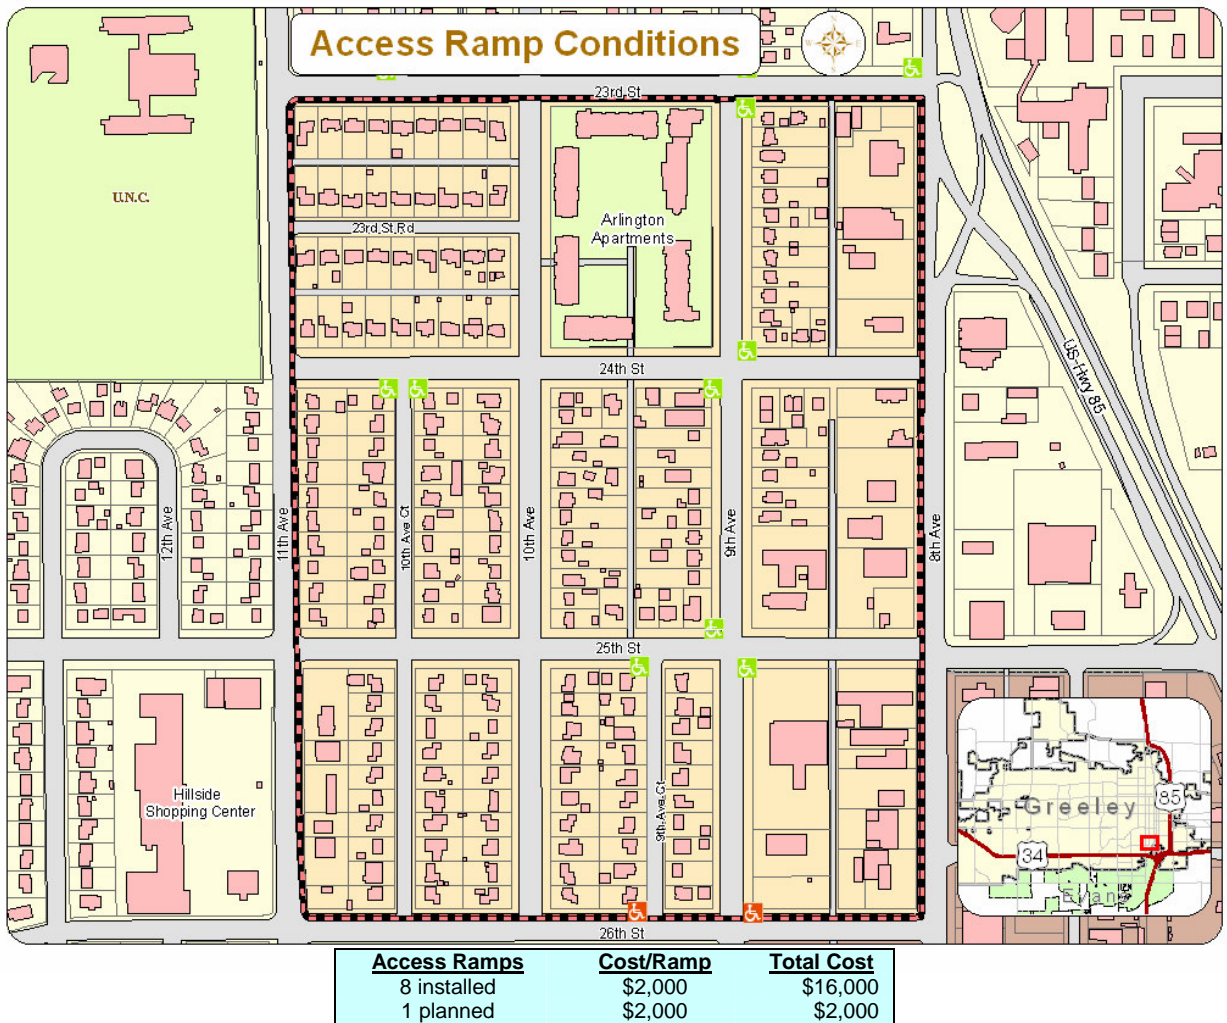 Access Ramp Conditions
23rd St
U.N.C.
Arlington
Apartments
23rd St Rd
24th St
US Hwy 85
12th Ave
11th Ave
10th Ave Ct
10th Ave
9th Ave
8th Ave
25th St
Hillside
Shopping Center
9th Ave Ct
Greeley
85
34
Evans
26th St
Access Ramps Cost/Ramp Total Cost
8 installed $2,000 $16,000
1 planned $2,000 $2,000